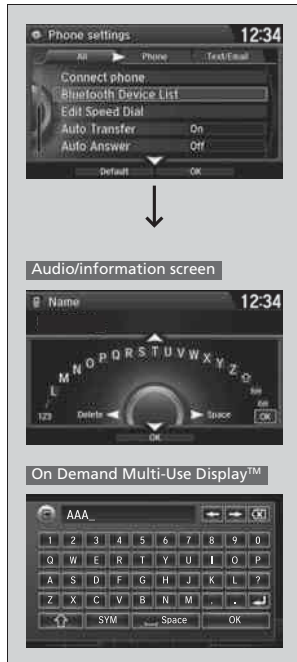 Phone settings 12:34
All Phone Text/Email
Connect phone
Bluetooth Device List
Edit Speed Dial
Auto Transfer On
Auto Answer Off
Default OK
Audio/information screen
Name 12:34
L M N O P Q R S T U V W X Y Z
123 Delete Space OK
OK
On Demand Multi-Use Display™
AAA_
1 2 3 4 5 6 7 8 9 0
Q W E R T Y U I O P
A S D F G H J K L ?
Z X C V B N M , .
SYM Space OK